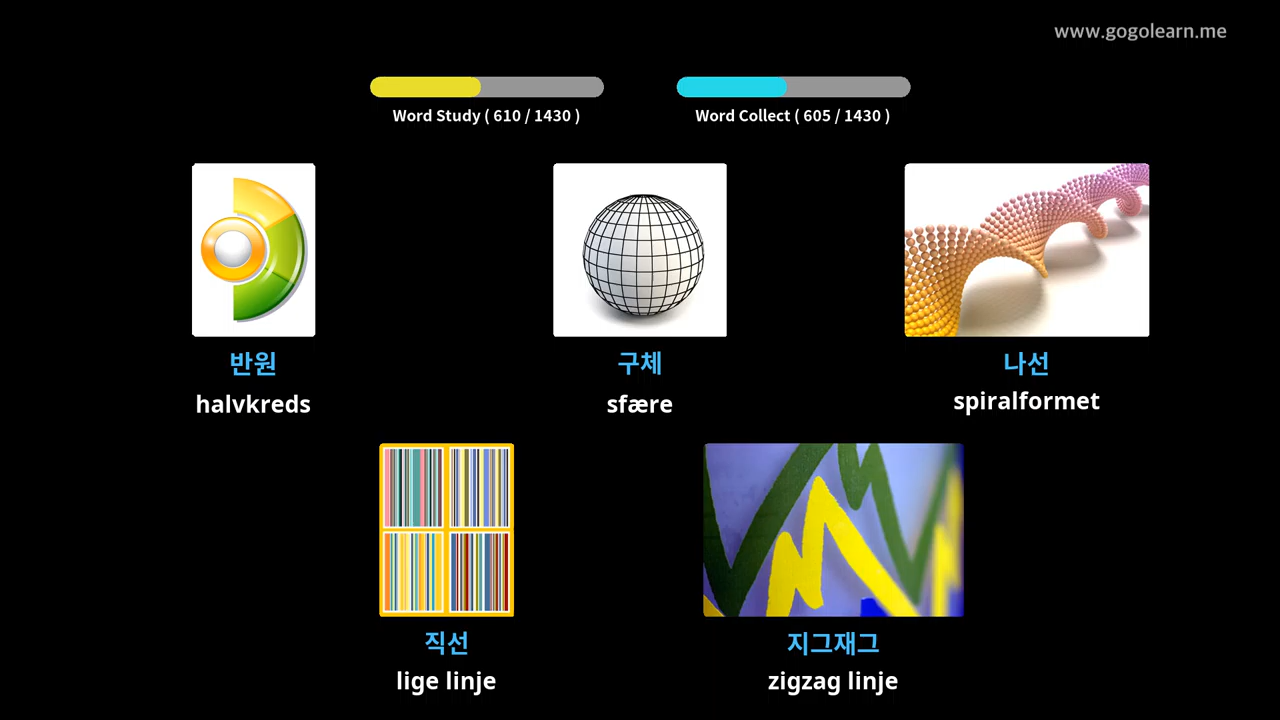 www.gogolearn.me
Word Study ( 610 / 1430 )
Word Collect ( 605 / 1430 )
반원
halvkreds
구체
sfære
나선
spiralformet
직선
lige linje
지그재그
zigzag linje